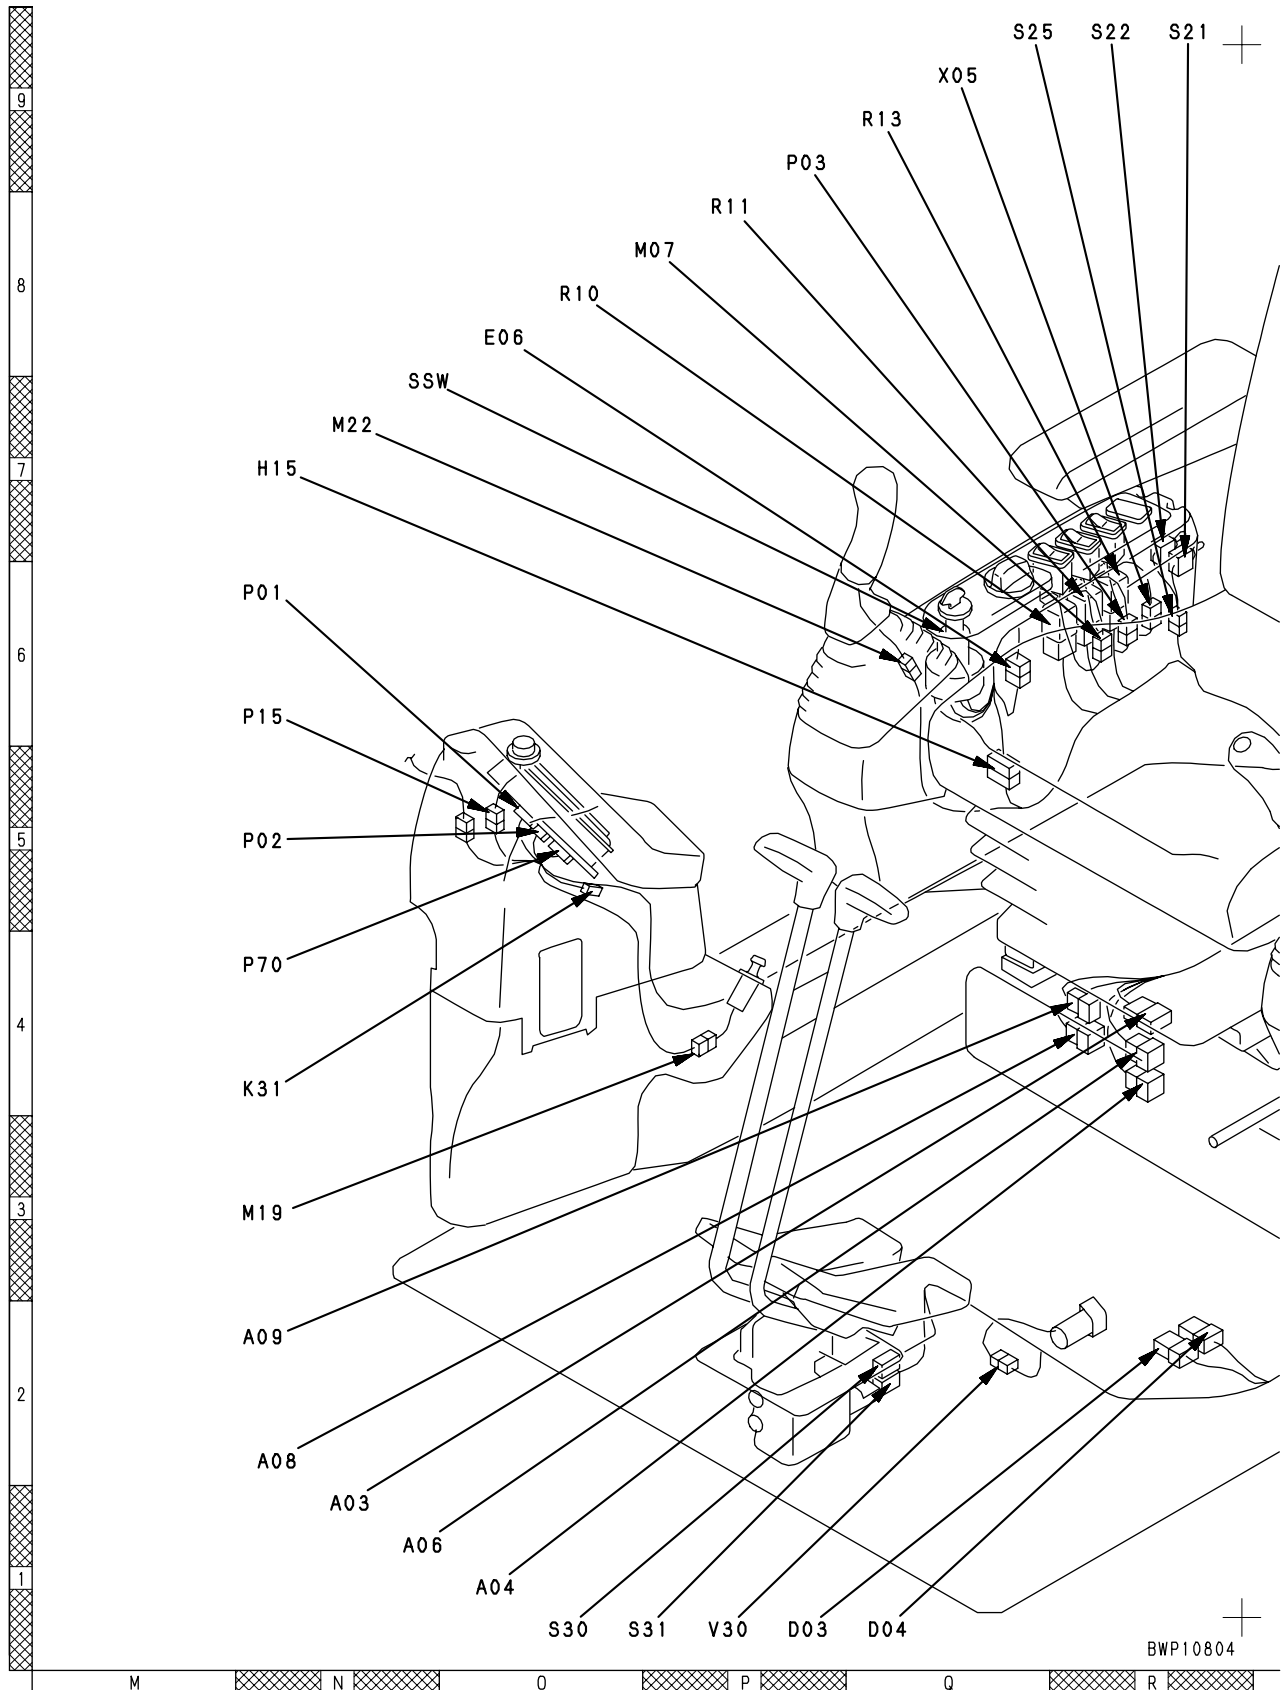 S25 S22 S21
X05
9
R13
P03
R11
M07
8
R10
E06
SSW
M22
7
H15
P01
6
P15
5
P02
P70
4
K31
M19
3
A09
2
A08
A03
A06
1
A04
S30 S31 V30 D03 D04
BWP10804
M N O P Q R